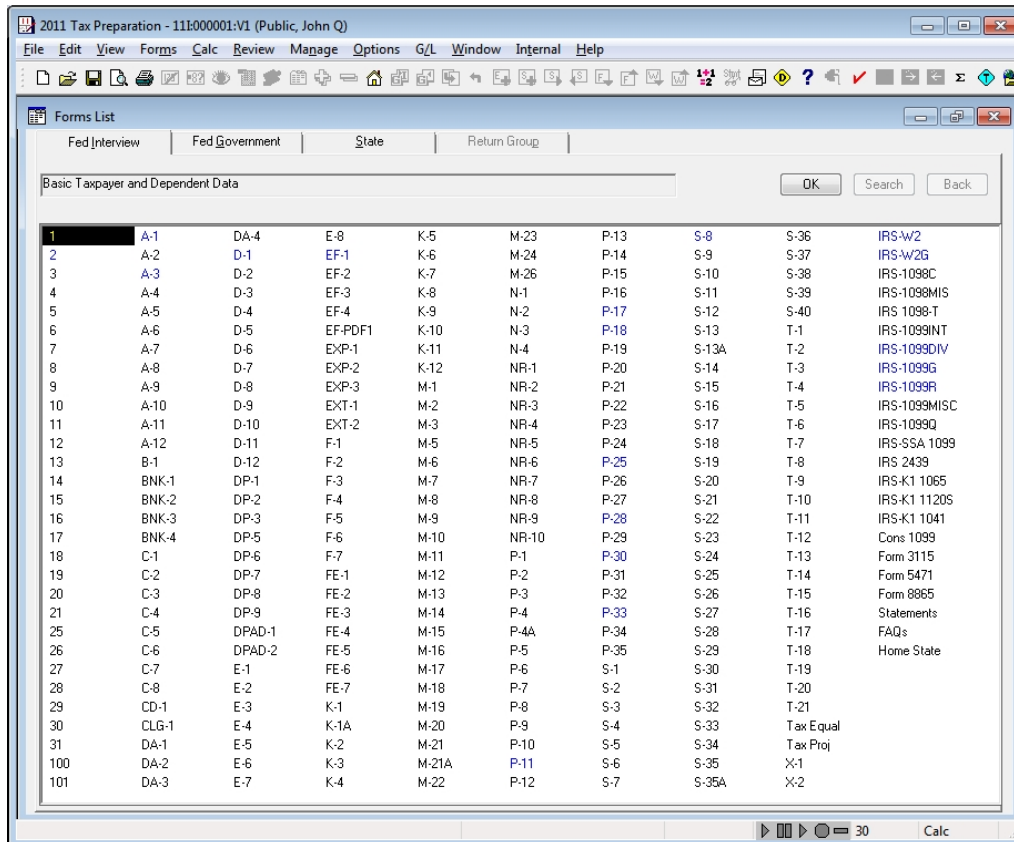 2011 Tax Preparation - 111:000001:V1 (Public, John Q)
File Edit View Forms Calc Review Manage Options G/L Window Internal Help
Forms List
Fed Interview Fed Government State Return Group
Basic Taxpayer and Dependent Data OK Search Back
1 A-1 DA-4 E-8 K-5 M-23 P-13 S-8 S-36 IRS-W2
2 A-2 D-1 EF-1 K-6 M-24 P-14 S-9 S-37 IRS-W2G
3 A-3 D-2 EF-2 K-7 M-26 P-15 S-10 S-38 IRS-1098C
4 A-4 D-3 EF-3 K-8 N-1 P-16 S-11 S-39 IRS-1098MIS
5 A-5 D-4 EF-4 K-9 N-2 P-17 S-12 S-40 IRS 1098-T
6 A-6 D-5 EF-PDF1 K-10 N-3 P-18 S-13 T-1 IRS-1099INT
7 A-7 D-6 EXP-1 K-11 N-4 P-19 S-13A T-2 IRS-1099DIV
8 A-8 D-7 EXP-2 K-12 NR-1 P-20 S-14 T-3 IRS-1099G
9 A-9 D-8 EXP-3 M-1 NR-2 P-21 S-15 T-4 IRS-1099R
10 A-10 D-9 EXT-1 M-2 NR-3 P-22 S-16 T-5 IRS-1099MISC
11 A-11 D-10 EXT-2 M-3 NR-4 P-23 S-17 T-6 IRS-1099Q
12 A-12 D-11 F-1 M-5 NR-5 P-24 S-18 T-7 IRS-SSA 1099
13 B-1 D-12 F-2 M-6 NR-6 P-25 S-19 T-8 IRS 2439
14 BNK-1 DP-1 F-3 M-7 NR-7 P-26 S-20 T-9 IRS-K1 1065
15 BNK-2 DP-2 F-4 M-8 NR-8 P-27 S-21 T-10 IRS-K1 1120S
16 BNK-3 DP-3 F-5 M-9 NR-9 P-28 S-22 T-11 IRS-K1 1041
17 BNK-4 DP-5 F-6 M-10 NR-10 P-29 S-23 T-12 Cons 1099
18 C-1 DP-6 F-7 M-11 P-1 P-30 S-24 T-13 Form 3115
19 C-2 DP-7 FE-1 M-12 P-2 P-31 S-25 T-14 Form 5471
20 C-3 DP-8 FE-2 M-13 P-3 P-32 S-26 T-15 Form 8865
21 C-4 DP-9 FE-3 M-14 P-4 P-33 S-27 T-16 Statements
25 C-5 DPAD-1 FE-4 M-15 P-4A P-34 S-28 T-17 FAQs
26 C-6 DPAD-2 FE-5 M-16 P-5 P-35 S-29 T-18 Home State
27 C-7 E-1 FE-6 M-17 P-6 S-1 S-30 T-19
28 C-8 E-2 FE-7 M-18 P-7 S-2 S-31 T-20
29 CD-1 E-3 K-1 M-19 P-8 S-3 S-32 T-21
30 CLG-1 E-4 K-1A M-20 P-9 S-4 S-33 Tax Equal
31 DA-1 E-5 K-2 M-21 P-10 S-5 S-34 Tax Proj
100 DA-2 E-6 K-3 M-21A P-11 S-6 S-35 X-1
101 DA-3 E-7 K-4 M-22 P-12 S-7 S-35A X-2
30 Calc